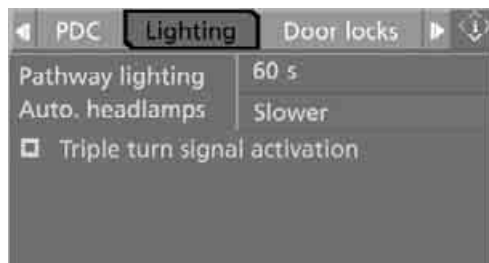 PDC Lighting Door locks
Pathway lighting 60 s
Auto. headlamps Slower
Triple turn signal activation